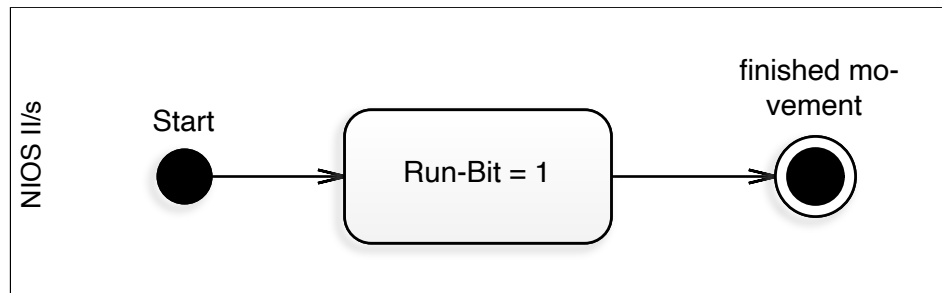 NIOS II/s
Start
Run-Bit = 1
finished mo-
vement